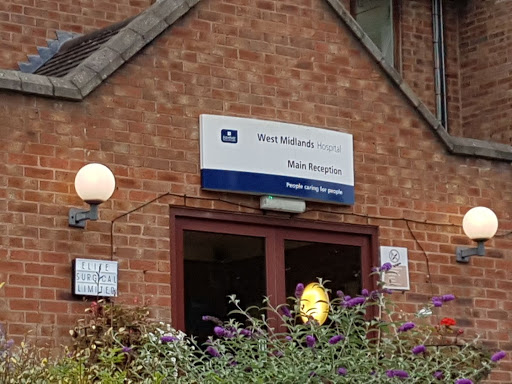 West Midlands Hospital
Main Reception
People caring for people
ELITE
SURGICAL
LIMITED